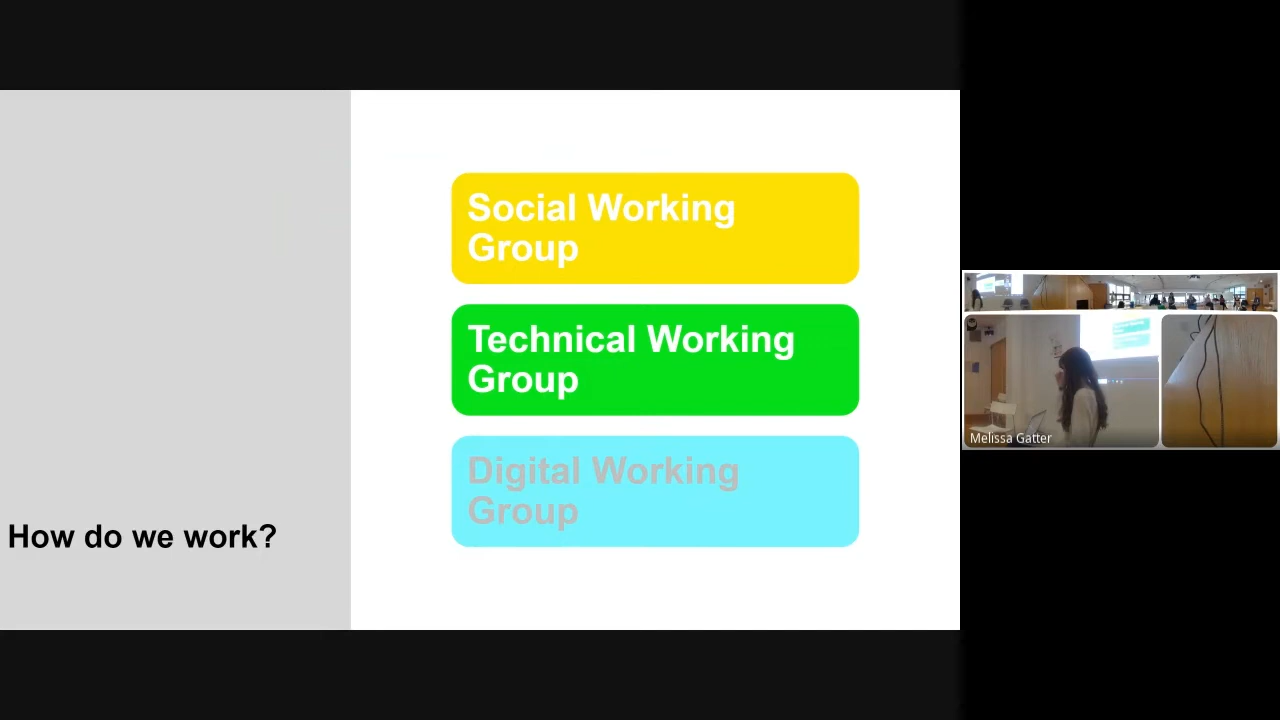 Social Working
Group
Technical Working
Group
Digital Working
Group
How do we work?
Melissa Gatter